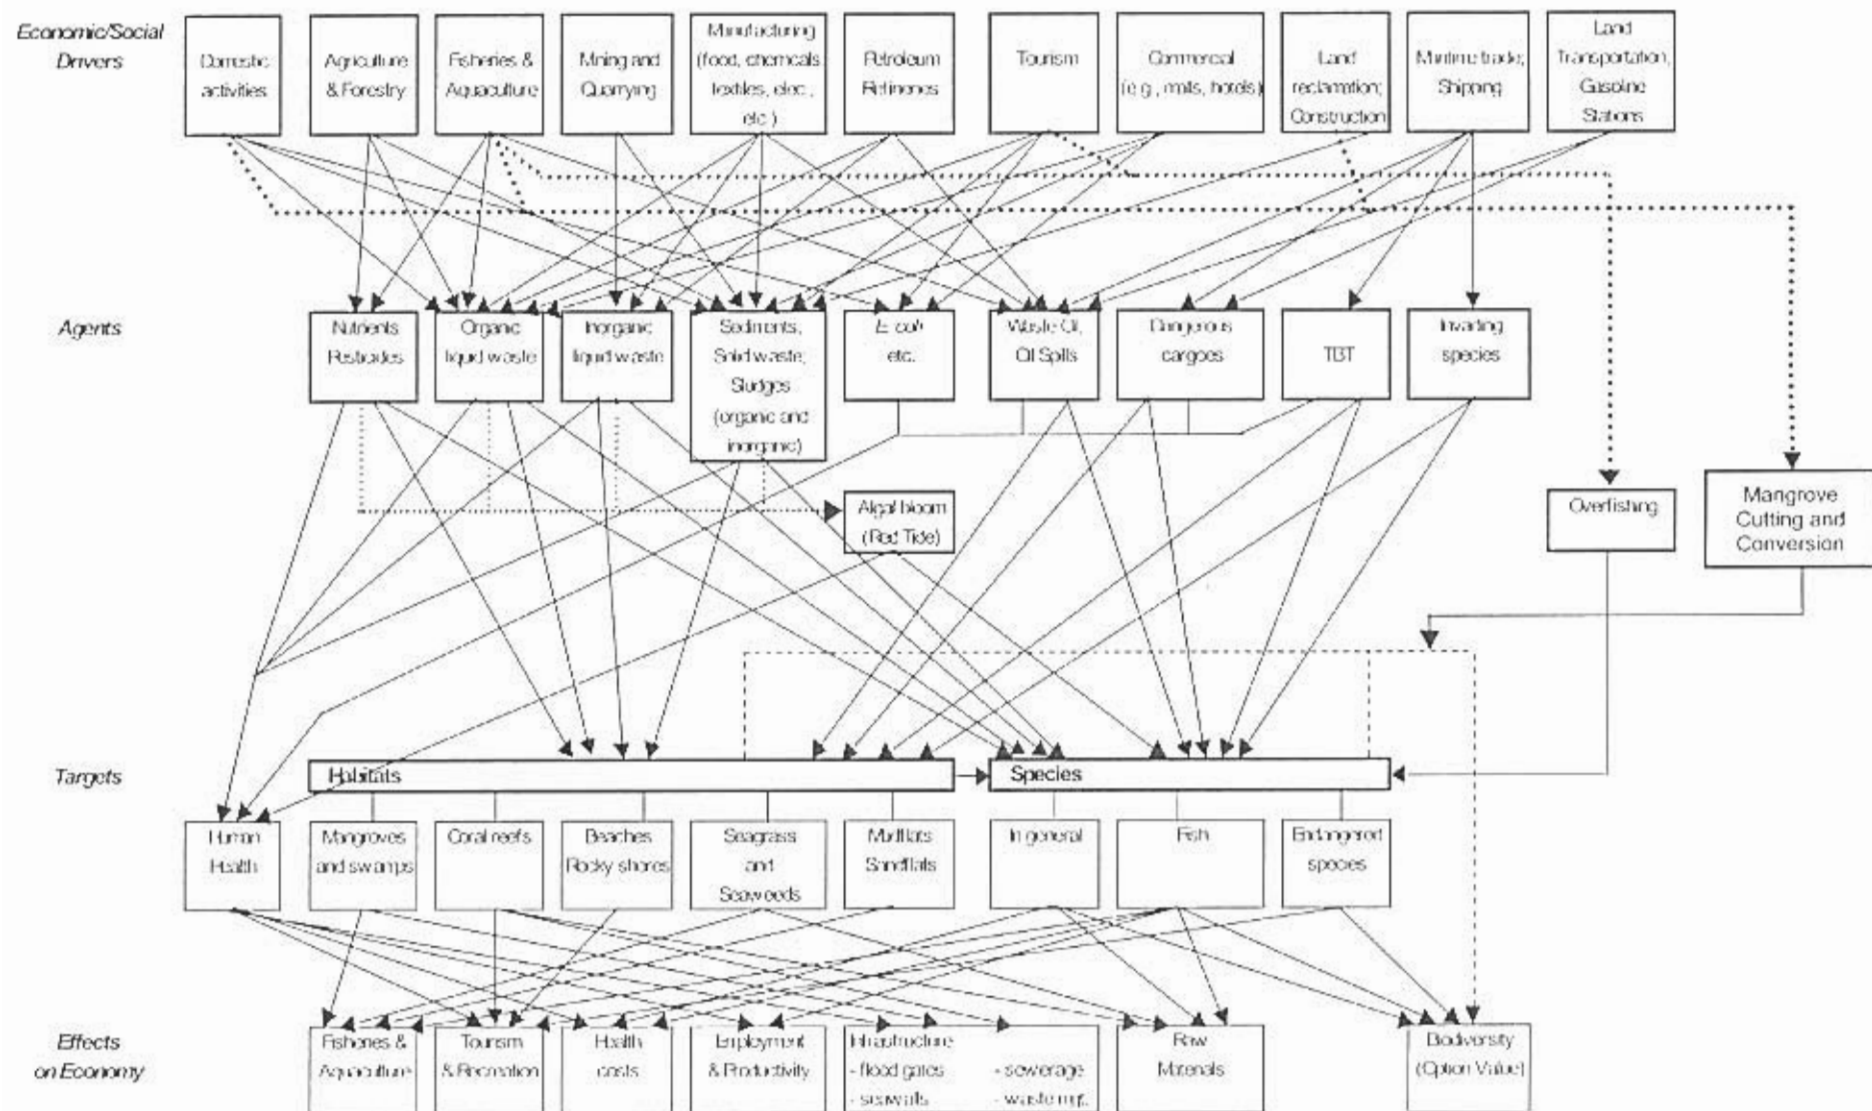 Economic/Social
Drivers
Domestic
activities
Agriculture
& Forestry
Fisheries &
Aquaculture
Mining and
Quarrying
Manufacturing
(food, chemicals
textiles, elec.,
etc.)
Petroleum
Refineries
Tourism
Commercial
(e.g., malls, hotels)
Land
reclamation;
Construction
Maritime trade;
Shipping
Land
Transportation,
Gasoline
Stations
Agents
Nutrients
Pesticides
Organic
liquid waste
Inorganic
liquid waste
Sediments,
Solid waste;
Sludges
(organic and
inorganic)
E. coli
etc.
Waste Oil,
Oil Spills
Dangerous
cargoes
TBT
Invading
species
Algal bloom
(Red Tide)
Overfishing
Mangrove
Cutting and
Conversion
Targets
Habitats
Species
Human
Health
Mangroves
and swamps
Coral reefs
Beaches
Rocky shores
Seagrass
and
Seaweeds
Mudflats
Sandflats
In general
Fish
Endangered
species
Effects
on Economy
Fisheries &
Aquaculture
Tourism
& Recreation
Health
costs
Employment
& Productivity
Infrastructure
- flood gates - sewerage
- seawalls - waste mgt.
Raw
Materials
Biodiversity
(Option Value)